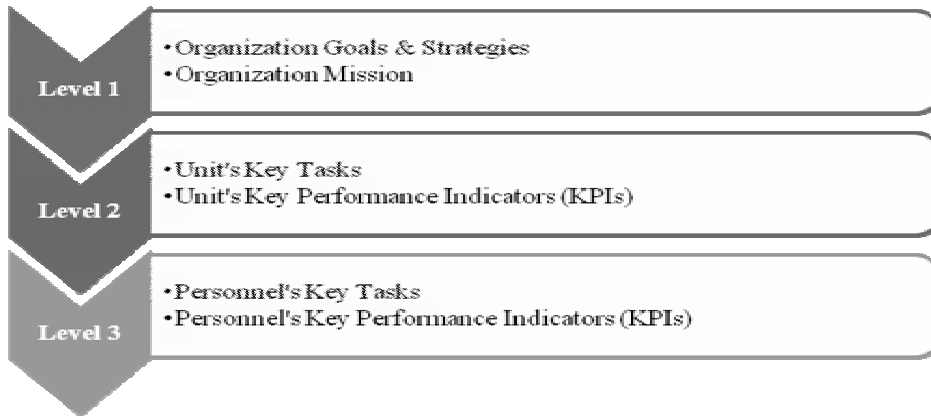 Level 1
•Organization Goals & Strategies
•Organization Mission
Level 2
•Unit's Key Tasks
•Unit's Key Performance Indicators (KPIs)
Level 3
•Personnel's Key Tasks
•Personnel's Key Performance Indicators (KPIs)